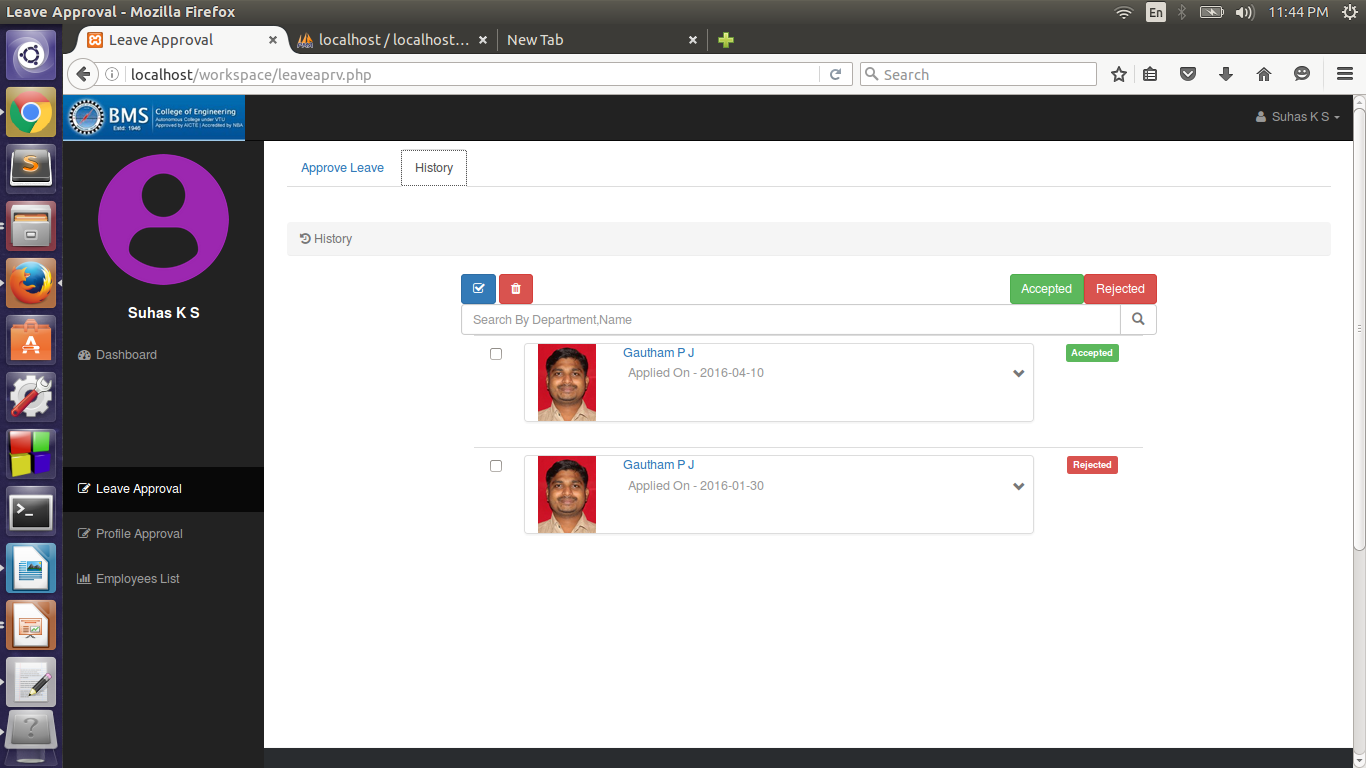 Leave Approval - Mozilla Firefox
En
11:44 PM
Leave Approval
localhost / localhost...
New Tab
localhost/workspace/leaveaprv.php
Search
BMS
Estd. 1946
College of Engineering
Autonomous College under VTU
Approved by AICTE | Accredited by NBA
Suhas K S
Suhas K S
Dashboard
Leave Approval
Profile Approval
Employees List
Approve Leave
History
History
Accepted
Rejected
Search By Department,Name
Gautham P J
Accepted
Applied On - 2016-04-10
Gautham P J
Rejected
Applied On - 2016-01-30